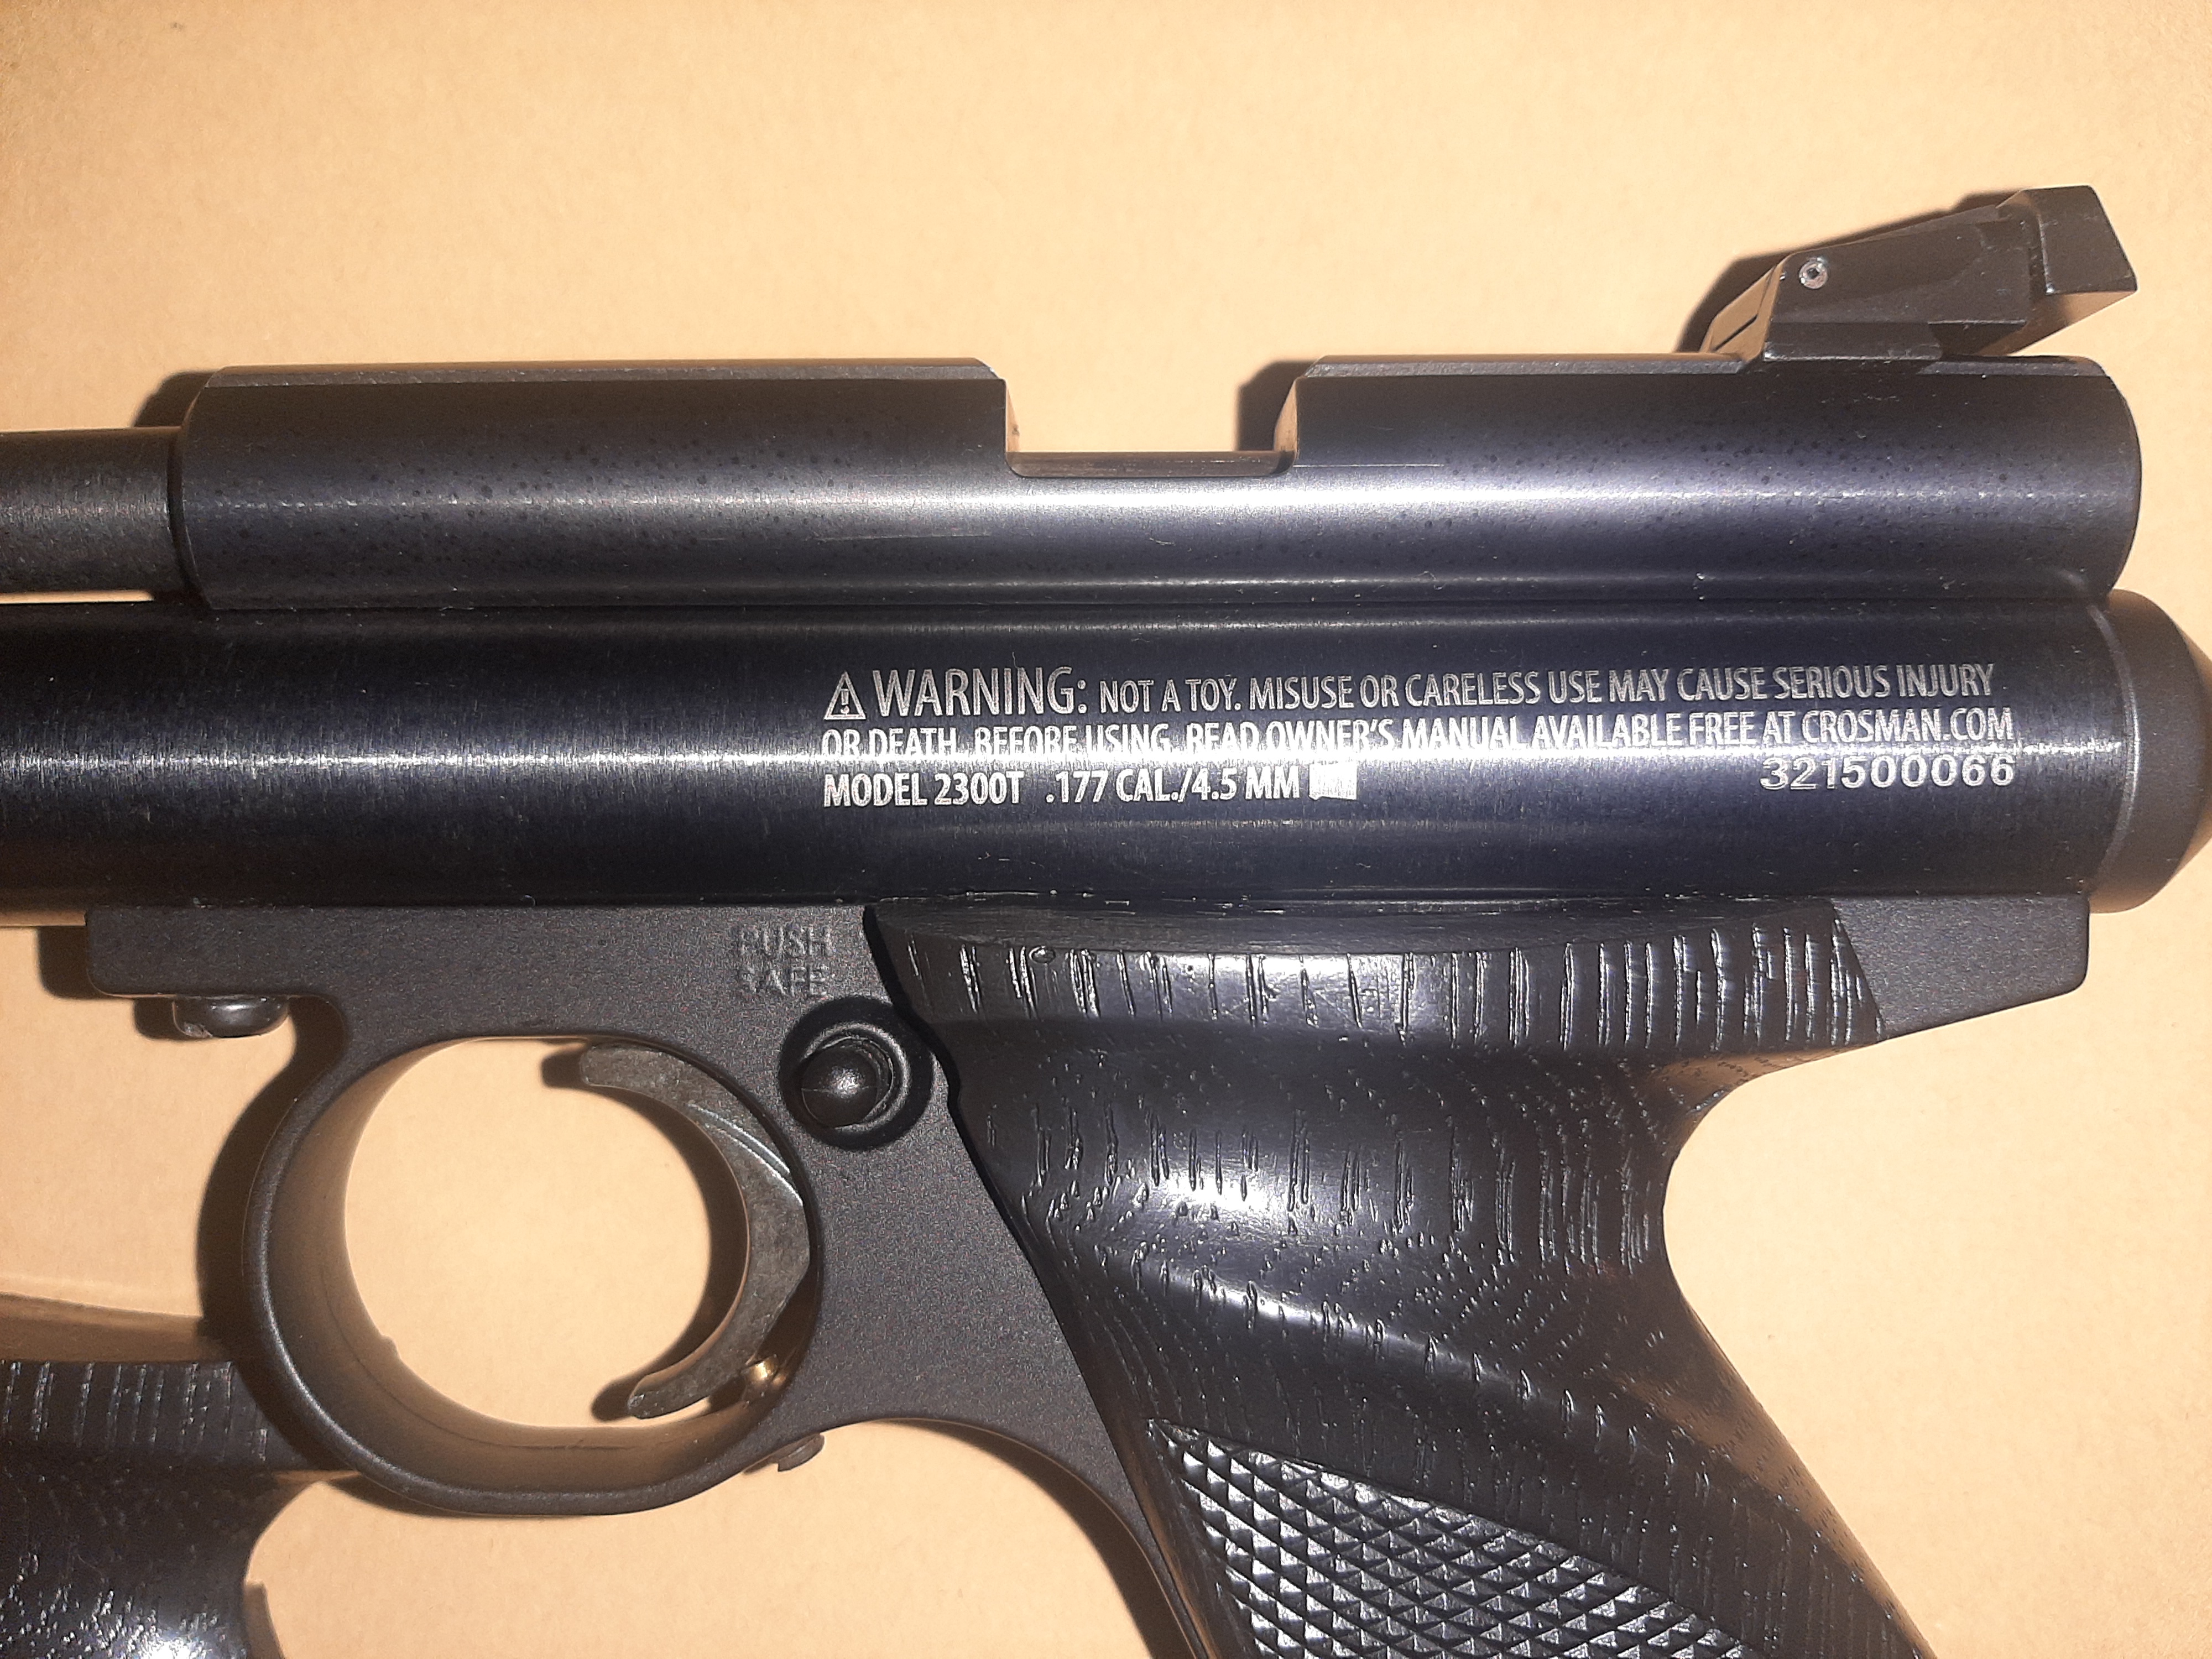 WARNING: NOT A TOY. MISUSE OR CARELESS USE MAY CAUSE SERIOUS INJURY
OR DEATH. BEFORE USING, READ OWNER'S MANUAL AVAILABLE FREE AT CROSMAN.COM
MODEL 2300T .177 CAL./4.5 MM
321500066
PUSH
SAFE